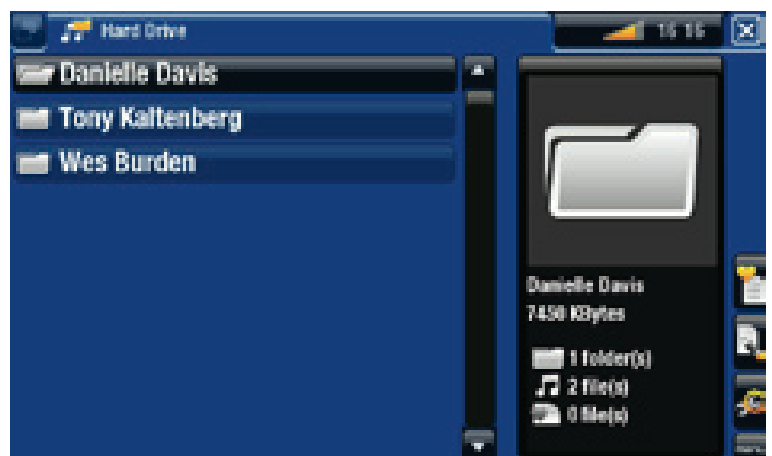 Hard Drive
16 16
Danielle Davis
Tony Kaltenberg
Wes Burden
Danielle Davis
7450 KBytes
1 folder(s)
2 file(s)
0 file(s)